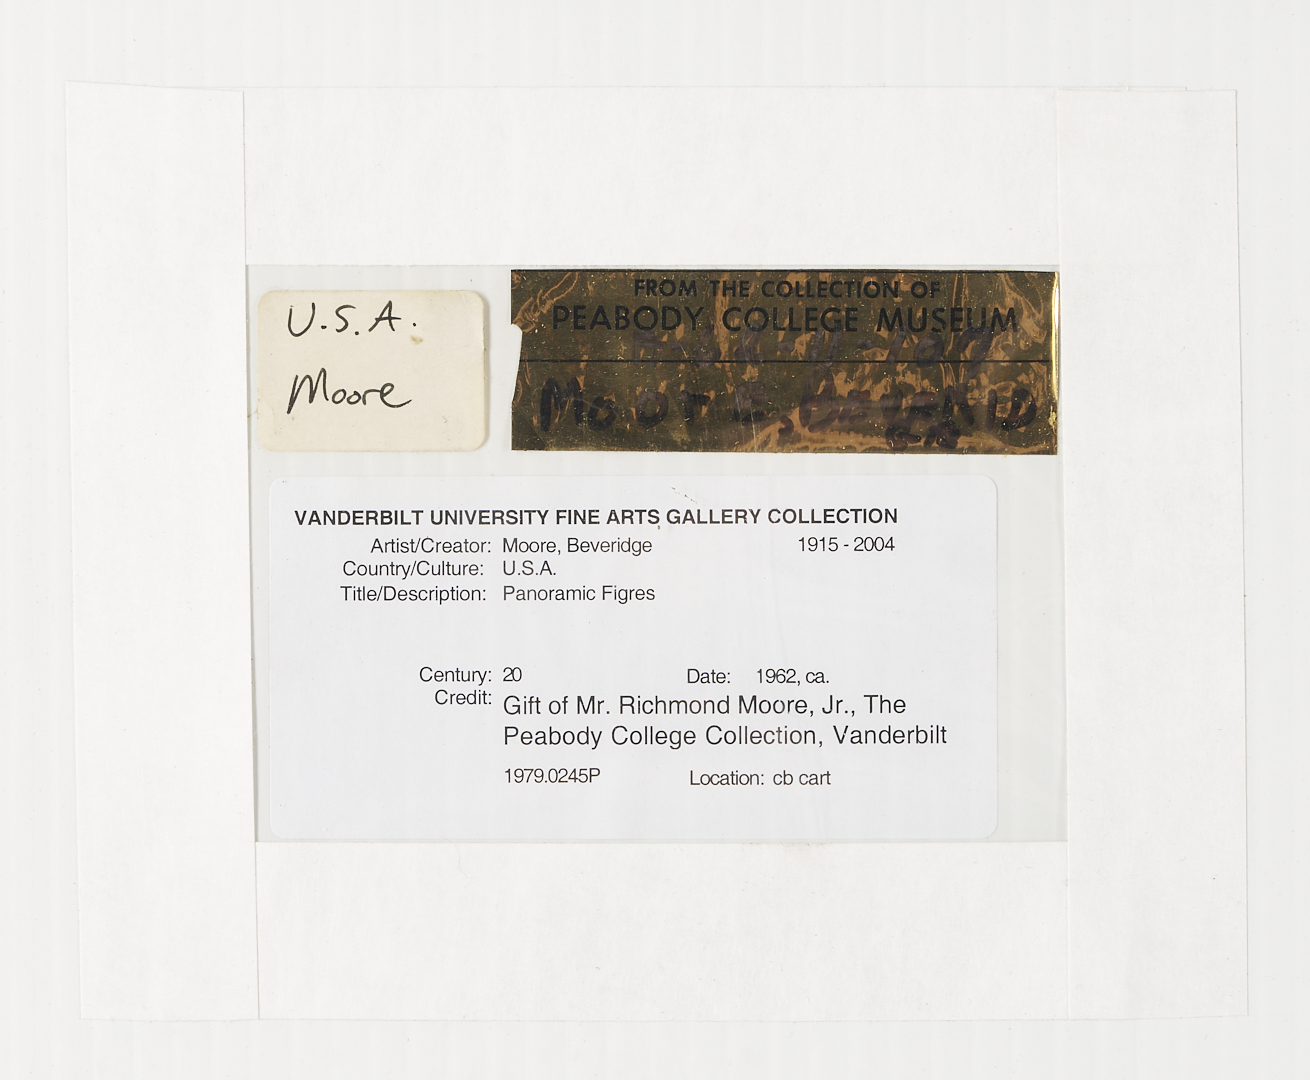 U.S.A.
Moore
FROM THE COLLECTION OF
PEABODY COLLEGE MUSEUM
Moore,
VANDERBILT UNIVERSITY FINE ARTS GALLERY COLLECTION
Artist/Creator: Moore, Beveridge 1915 - 2004
Country/Culture: U.S.A.
Title/Description: Panoramic Figres
Century: 20 Date: 1962, ca.
Credit: Gift of Mr. Richmond Moore, Jr., The
Peabody College Collection, Vanderbilt
1979.0245P Location: cb cart